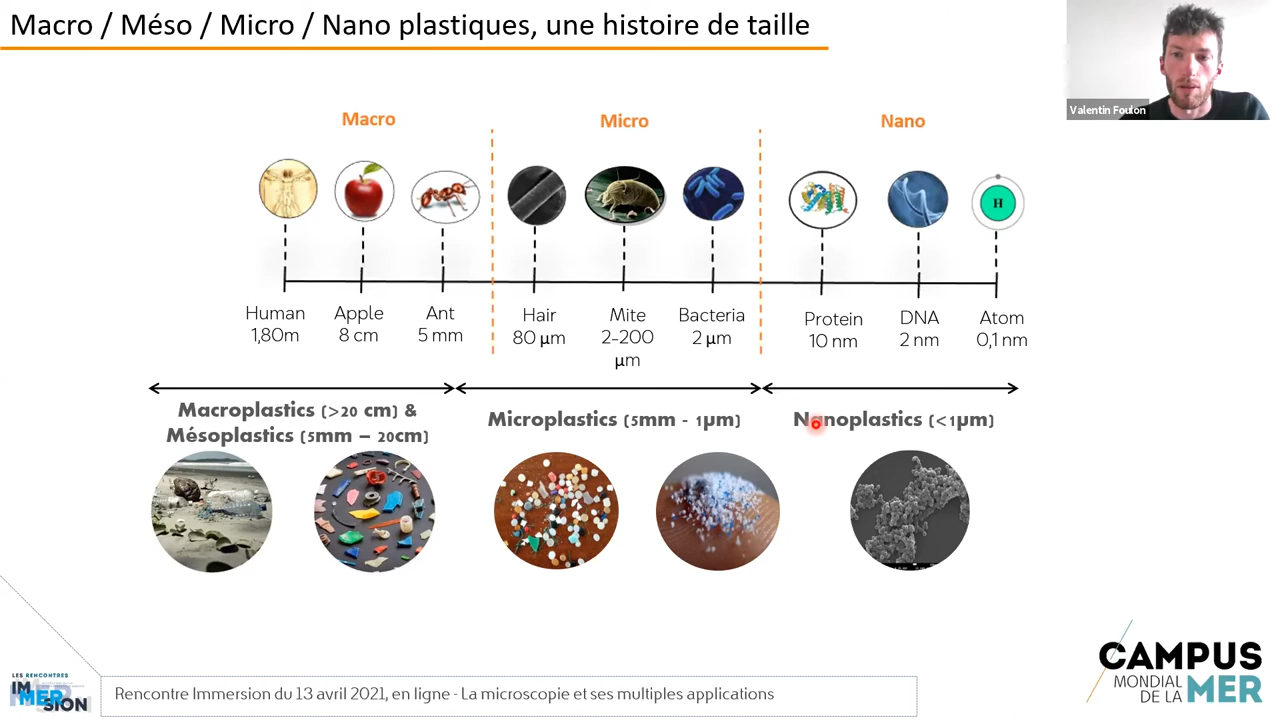 Macro / Méso / Micro / Nano plastiques, une histoire de taille
Valentin Foulon
Macro
Micro
Nano
H
Human
1,80m
Apple
8 cm
Ant
5 mm
Hair
80 µm
Mite
2-200
µm
Bacteria
2 µm
Protein
10 nm
DNA
2 nm
Atom
0,1 nm
Macroplastics (>20 cm) &
Mésoplastics (5mm – 20cm)
Microplastics (5mm - 1µm)
Nanoplastics (<1µm)
LES RENCONTRES
IM
MER
SION
Rencontre Immersion du 13 avril 2021, en ligne - La microscopie et ses multiples applications
CAMPUS
MONDIAL
DE LA MER